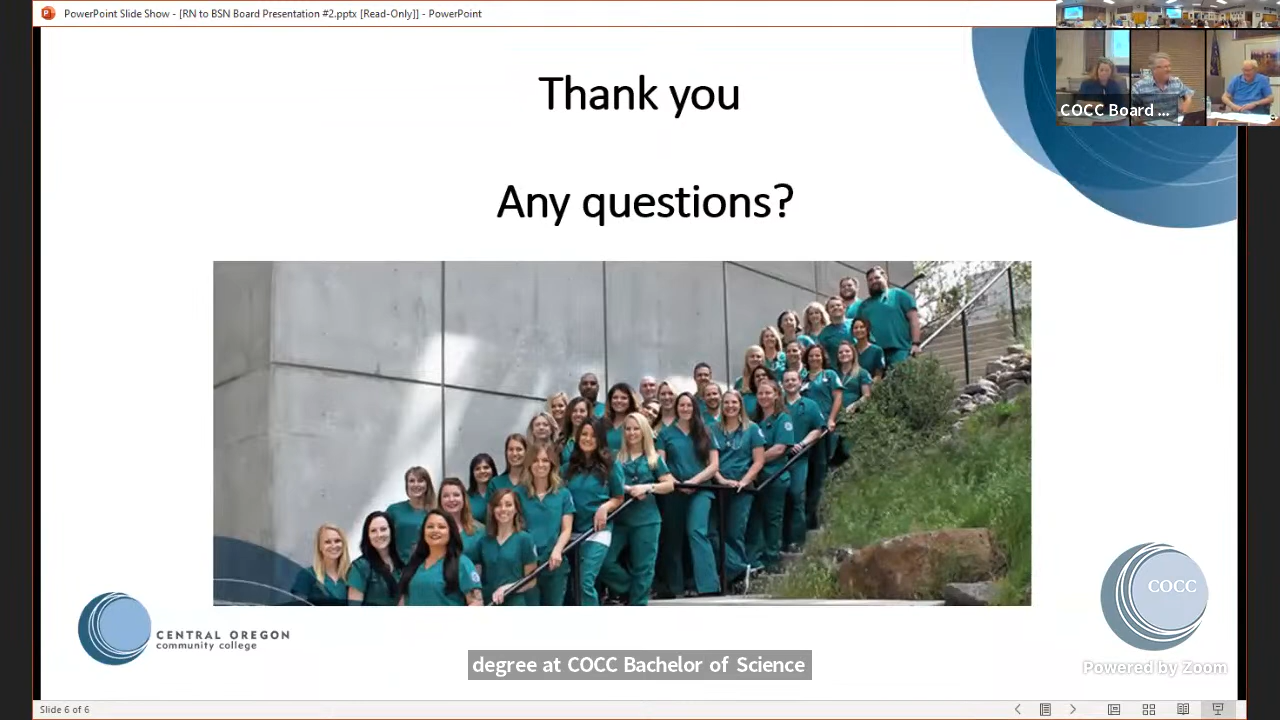 PowerPoint Slide Show - [RN to BSN Board Presentation #2.pptx [Read-Only]] - PowerPoint
COCC Board ...
Thank you
Any questions?
CENTRAL OREGON
community college
COCC
degree at COCC Bachelor of Science
Powered by Zoom
Slide 6 of 6